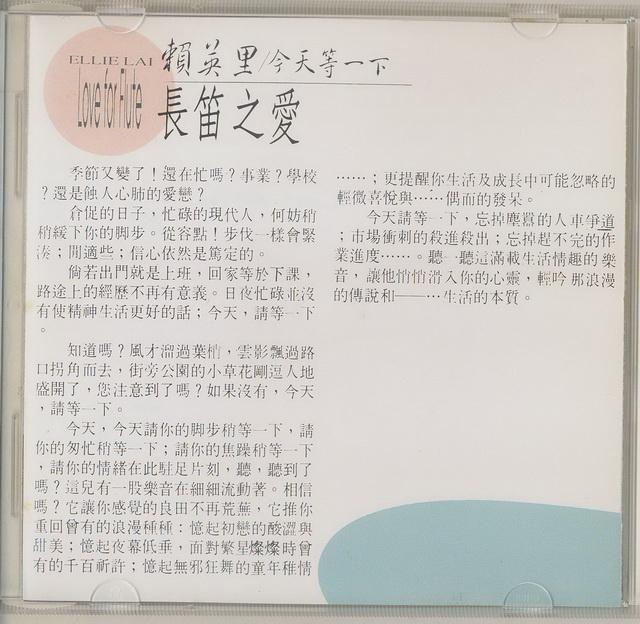 ELLIE LAI
Love for Flute
賴英里/今天等一下
長笛之愛
季節又變了！還在忙嗎？事業？學校
？還是蝕人心肺的愛戀？
倉促的日子，忙碌的現代人，何妨稍
稍緩下你的脚步。從容點！步伐一樣會緊
湊；閒適些；信心依然是篤定的。
倘若出門就是上班，回家等於下課，
路途上的經歷不再有意義。日夜忙碌並沒
有使精神生活更好的話；今天，請等一下
。
知道嗎？風才溜過葉梢，雲影飄過路
口拐角而去，街旁公園的小草花剛逗人地
盛開了，您注意到了嗎？如果沒有，今天
，請等一下。
今天，今天請你的脚步稍等一下，請
你的匆忙稍等一下；請你的焦躁稍等一下
，請你的情緒在此駐足片刻，聽，聽到了
嗎？這兒有一股樂音在細細流動著。相信
嗎？它讓你感覺的良田不再荒蕪，它推你
重回曾有的浪漫種種：憶起初戀的酸澀與
甜美；憶起夜幕低垂，面對繁星燦燦時曾
有的千百祈許；憶起無邪狂舞的童年稚情
……；更提醒你生活及成長中可能忽略的
輕微喜悅與……偶而的發呆。
今天請等一下，忘掉塵囂的人車爭道
；市場衝刺的殺進殺出；忘掉趕不完的作
業進度……。聽一聽這滿載生活情趣的樂
音，讓他悄悄滑入你的心靈，輕吟那浪漫
的傳說和——…生活的本質。